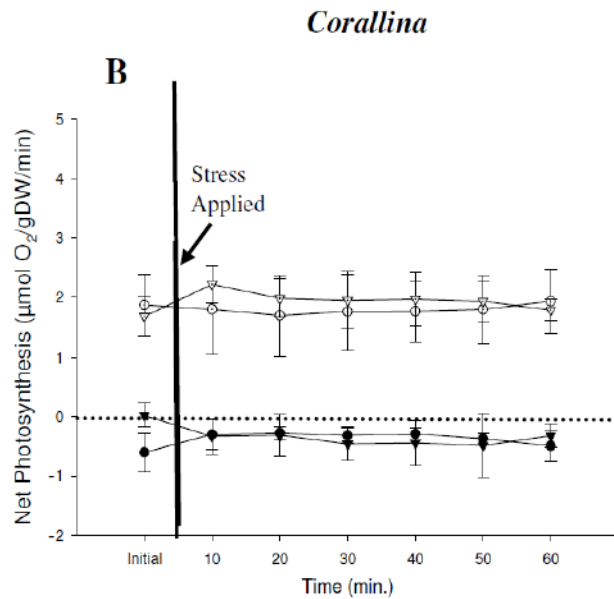 Corallina
B
5
4
3
2
1
0
-1
-2
Net Photosynthesis (μmol O₂/gDW/min)
Stress
Applied
Initial 10 20 30 40 50 60
Time (min.)